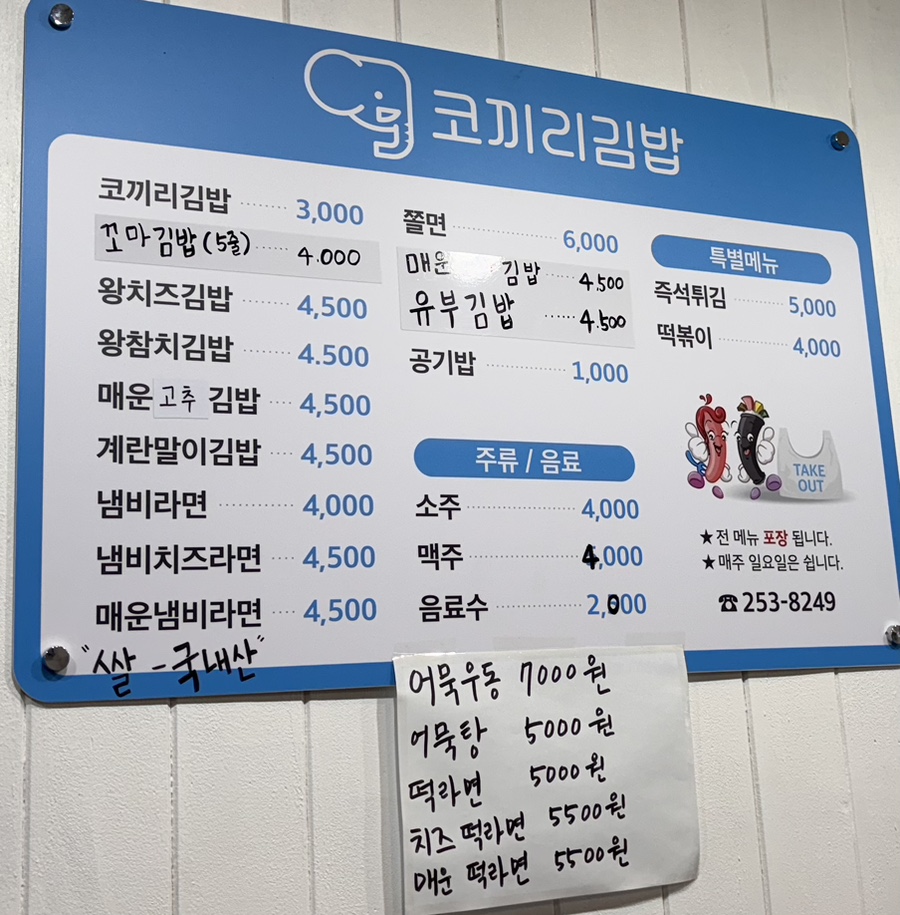 코끼리김밥
코끼리김밥 3,000
꼬마김밥(5줄) 4.000
왕치즈김밥 4,500
왕참치김밥 4.500
매운고추김밥 4,500
계란말이김밥 4,500
냄비라면 4,000
냄비치즈라면 4,500
매운냄비라면 4,500
"쌀 - 국내산"
쫄면 6,000
매운 김밥 4.500
유부김밥 4.500
공기밥 1,000
주류 / 음료
소주 4,000
맥주 4,000
음료수 2,000
특별메뉴
즉석튀김 5,000
떡볶이 4,000
TAKE
OUT
★전 메뉴 포장 됩니다.
★매주 일요일은 쉽니다.
☎253-8249
어묵우동 7000원
어묵탕 5000원
떡라면 5000원
치즈 떡라면 5500원
매운 떡라면 5500원